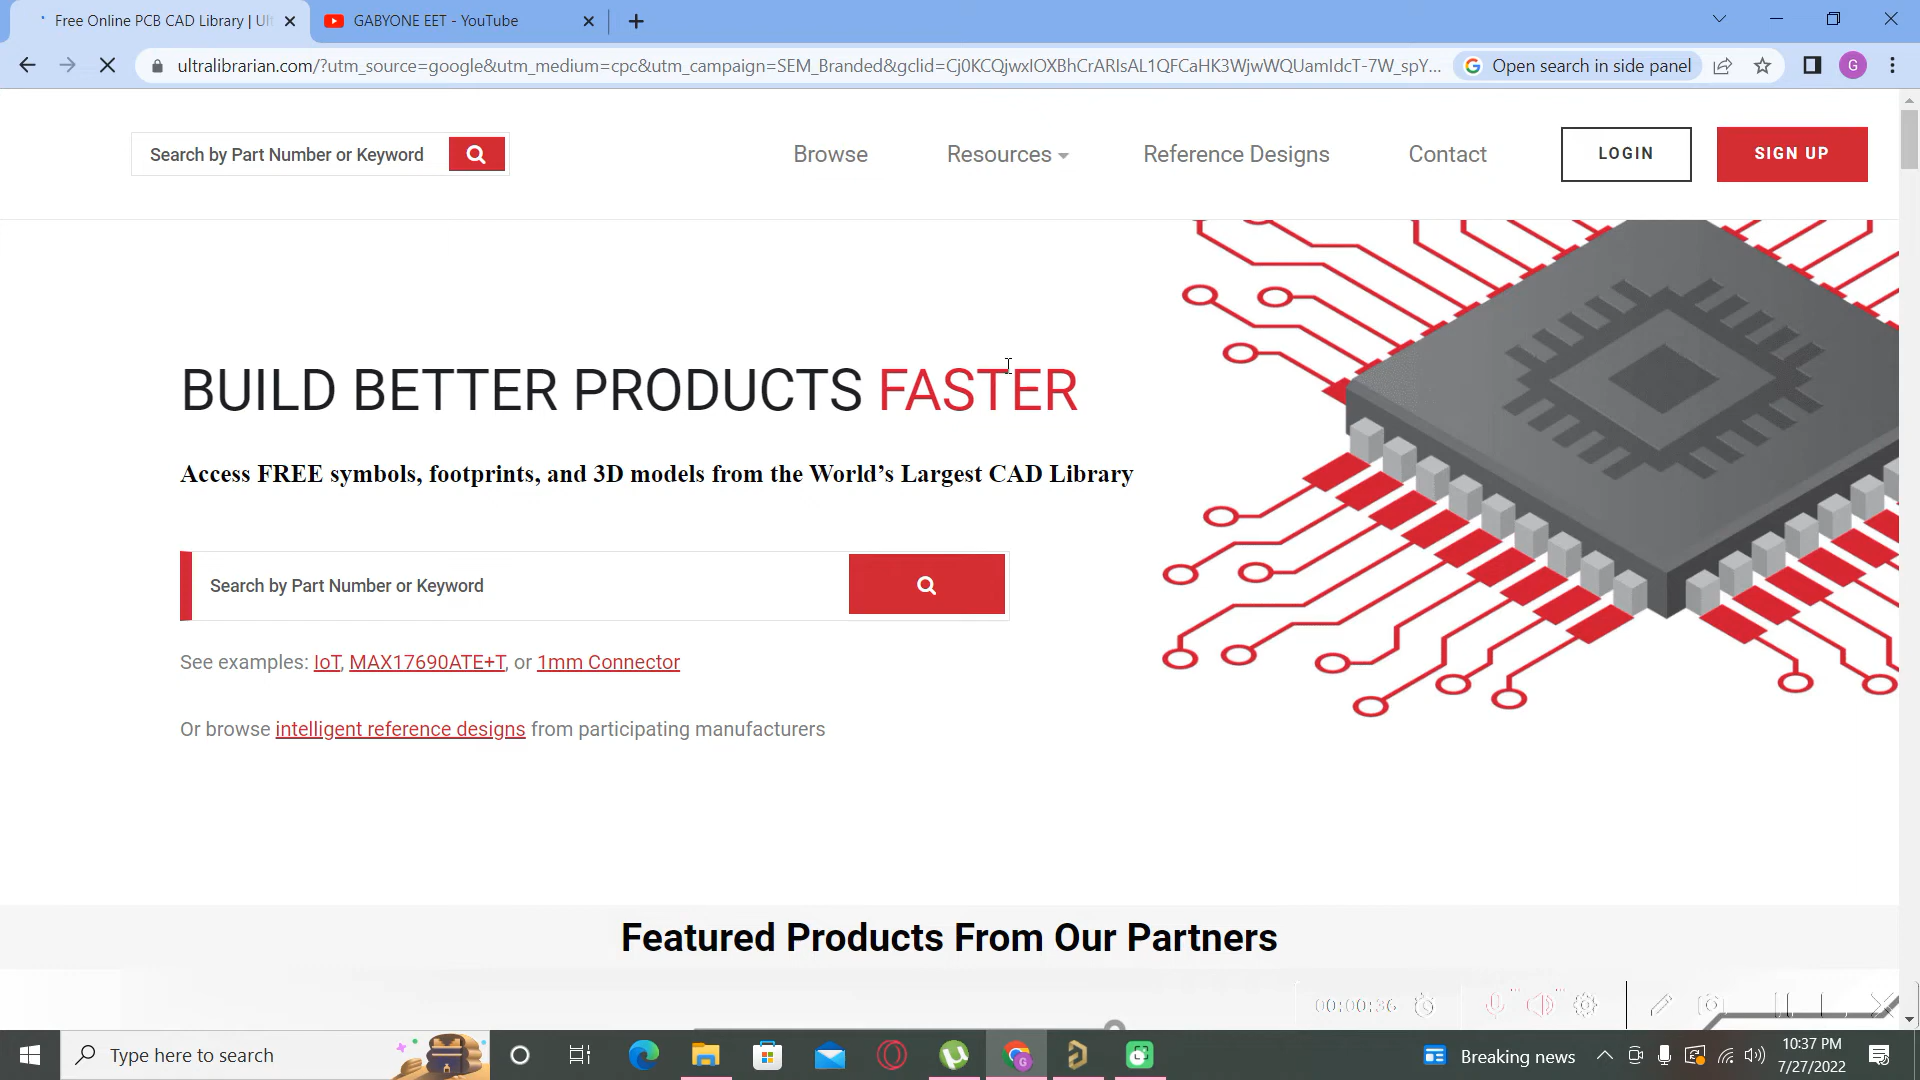 Free Online PCB CAD Library | Ul
GABYONE EET - YouTube
ultralibrarian.com/?utm_source=google&utm_medium=cpc&utm_campaign=SEM_Branded&gclid=Cj0KCQjwxIOXBhCrARIsAL1QFCaHK3WjwWQUamIdcT-7W_spY...
Open search in side panel
G
Search by Part Number or Keyword
Browse
Resources
Reference Designs
Contact
LOGIN
SIGN UP
BUILD BETTER PRODUCTS FASTER
Access FREE symbols, footprints, and 3D models from the World’s Largest CAD Library
Search by Part Number or Keyword
See examples: IoT, MAX17690ATE+T, or 1mm Connector
Or browse intelligent reference designs from participating manufacturers
Featured Products From Our Partners
00:00:36
Type here to search
Breaking news
10:37 PM
7/27/2022